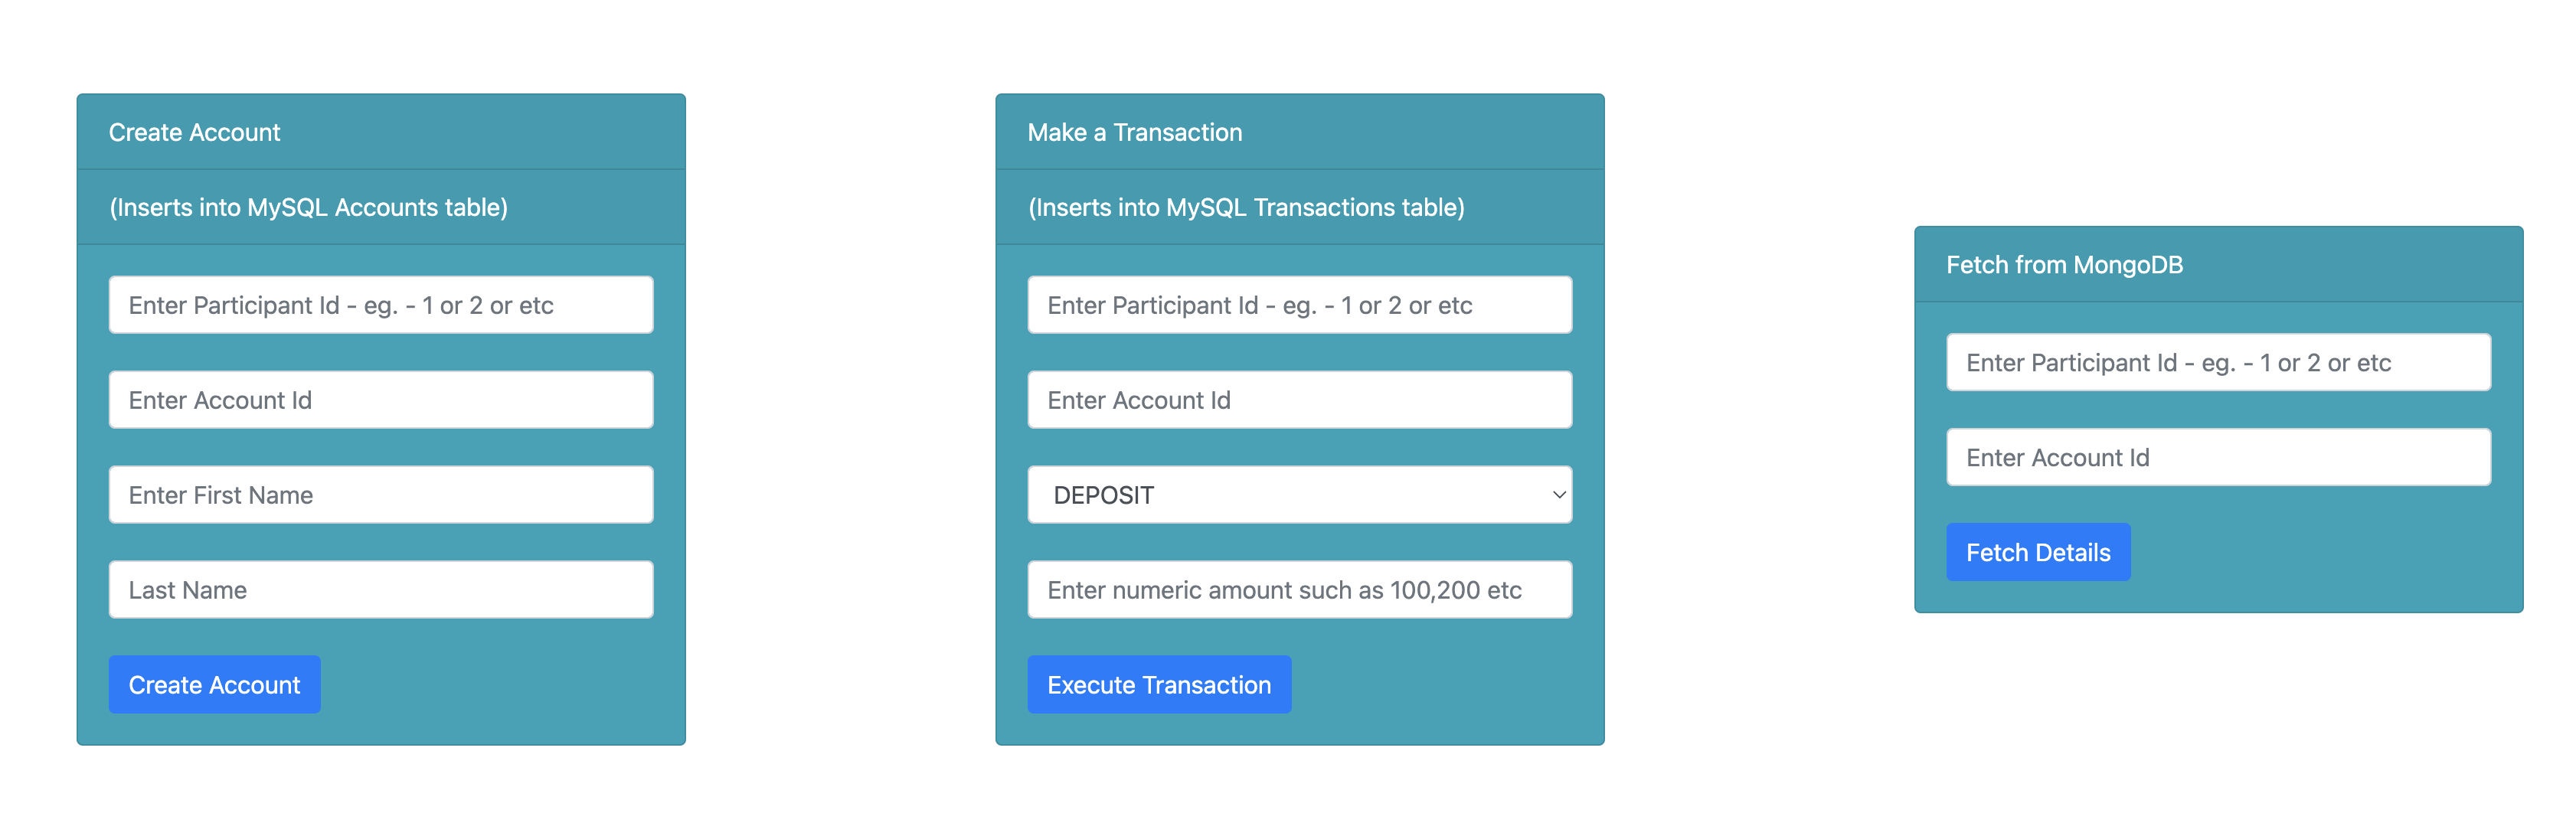 Create Account
(Inserts into MySQL Accounts table)
Enter Participant Id - eg. - 1 or 2 or etc
Enter Account Id
Enter First Name
Last Name
Create Account
Make a Transaction
(Inserts into MySQL Transactions table)
Enter Participant Id - eg. - 1 or 2 or etc
Enter Account Id
DEPOSIT
Enter numeric amount such as 100,200 etc
Execute Transaction
Fetch from MongoDB
Enter Participant Id - eg. - 1 or 2 or etc
Enter Account Id
Fetch Details